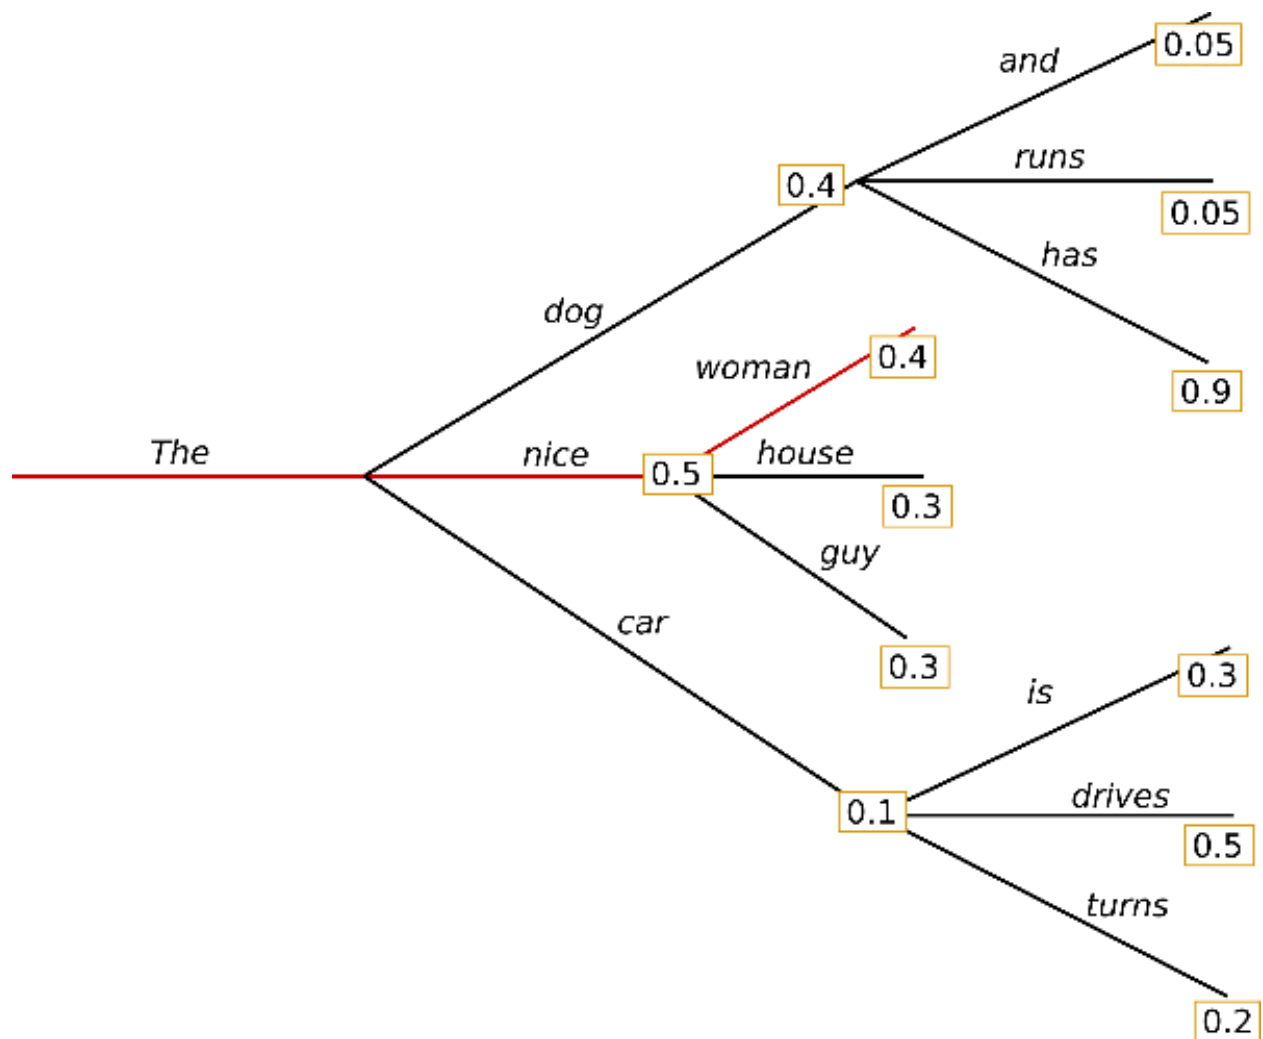 and
0.05
runs
0.4
0.05
has
dog
woman
0.4
0.9
The
nice
0.5
house
0.3
guy
car
0.3
is
0.3
drives
0.1
0.5
turns
0.2